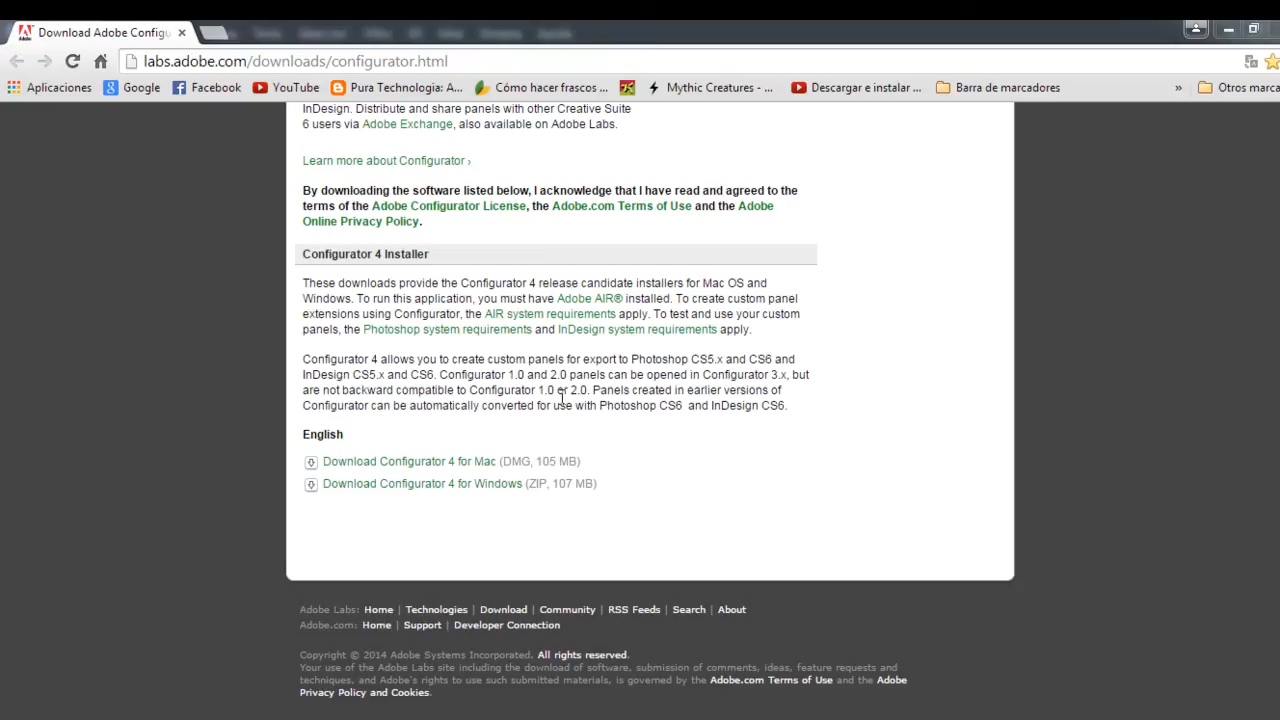 Download Adobe Configu
labs.adobe.com/downloads/configurator.html
Aplicaciones Google Facebook YouTube Pura Technologia: A... Cómo hacer frascos ... Mythic Creatures - ... Descargar e instalar ... Barra de marcadores » Otros marca
InDesign. Distribute and share panels with other Creative Suite
6 users via Adobe Exchange, also available on Adobe Labs.
Learn more about Configurator ›
By downloading the software listed below, I acknowledge that I have read and agreed to the
terms of the Adobe Configurator License, the Adobe.com Terms of Use and the Adobe
Online Privacy Policy.
Configurator 4 Installer
These downloads provide the Configurator 4 release candidate installers for Mac OS and
Windows. To run this application, you must have Adobe AIR® installed. To create custom panel
extensions using Configurator, the AIR system requirements apply. To test and use your custom
panels, the Photoshop system requirements and InDesign system requirements apply.
Configurator 4 allows you to create custom panels for export to Photoshop CS5.x and CS6 and
InDesign CS5.x and CS6. Configurator 1.0 and 2.0 panels can be opened in Configurator 3.x, but
are not backward compatible to Configurator 1.0 or 2.0. Panels created in earlier versions of
Configurator can be automatically converted for use with Photoshop CS6 and InDesign CS6.
English
Download Configurator 4 for Mac (DMG, 105 MB)
Download Configurator 4 for Windows (ZIP, 107 MB)
Adobe Labs: Home | Technologies | Download | Community | RSS Feeds | Search | About
Adobe.com: Home | Support | Developer Connection
Copyright © 2014 Adobe Systems Incorporated. All rights reserved.
Your use of the Adobe Labs site including the download of software, submission of comments, ideas, feature requests and
techniques, and Adobe's rights to use such submitted materials, is governed by the Adobe.com Terms of Use and the Adobe
Privacy Policy and Cookies.